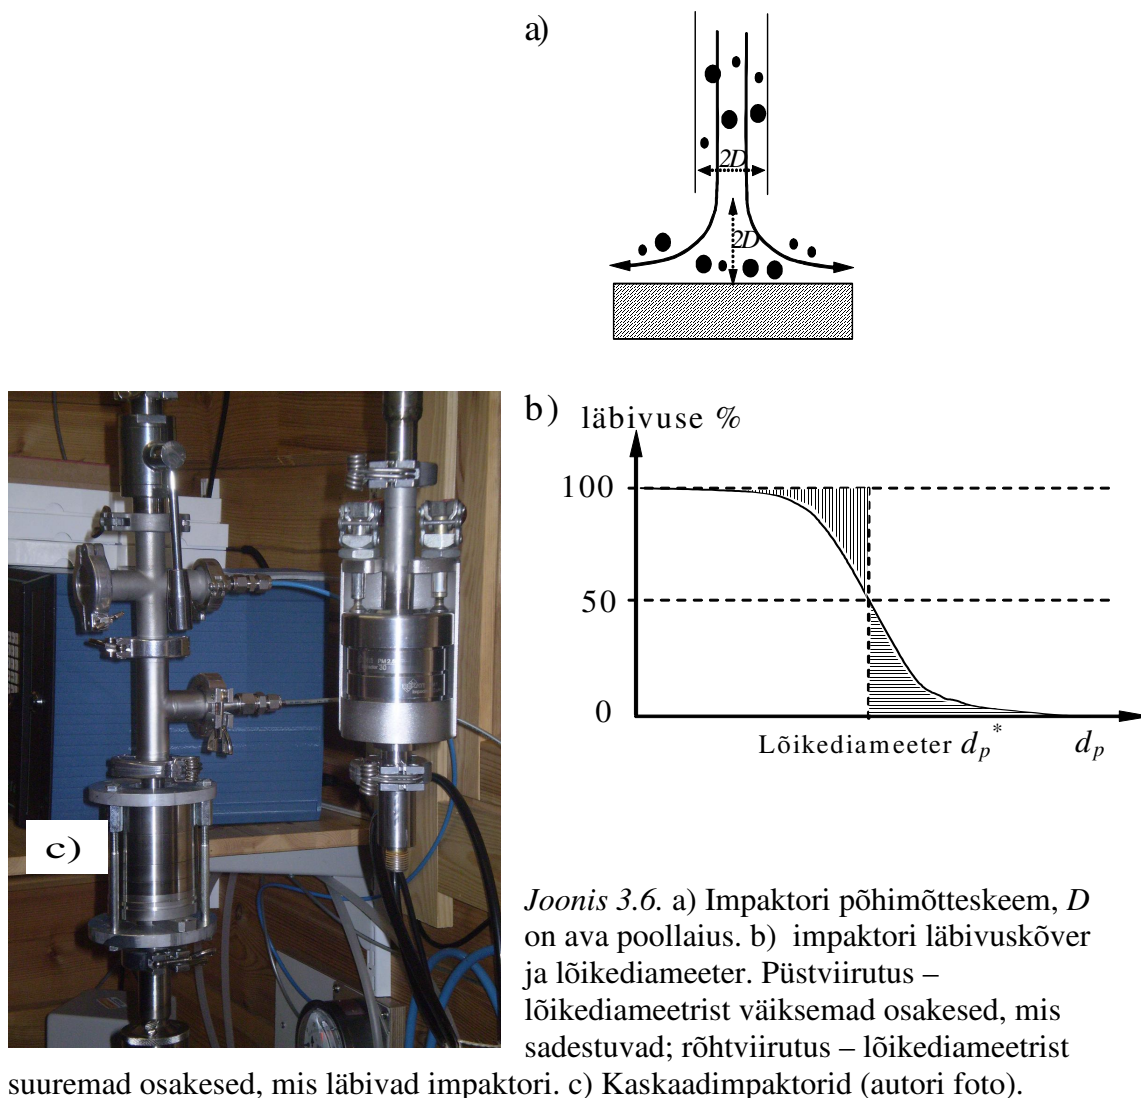 a)
2D
2D
b)
läbivuse %
100
50
0
Lõikediameeter d_p^*
d_p
c)
Joonis 3.6. a) Impaktori põhimõtteskeem, D
on ava poollaius. b) impaktori läbivuskõver
ja lõikediameeter. Püstviirutus –
lõikediameetrist väiksemad osakesed, mis
sadestuvad; rõhtviirutus – lõikediameetrist
suuremad osakesed, mis läbivad impaktori. c) Kaskaadimpaktorid (autori foto).